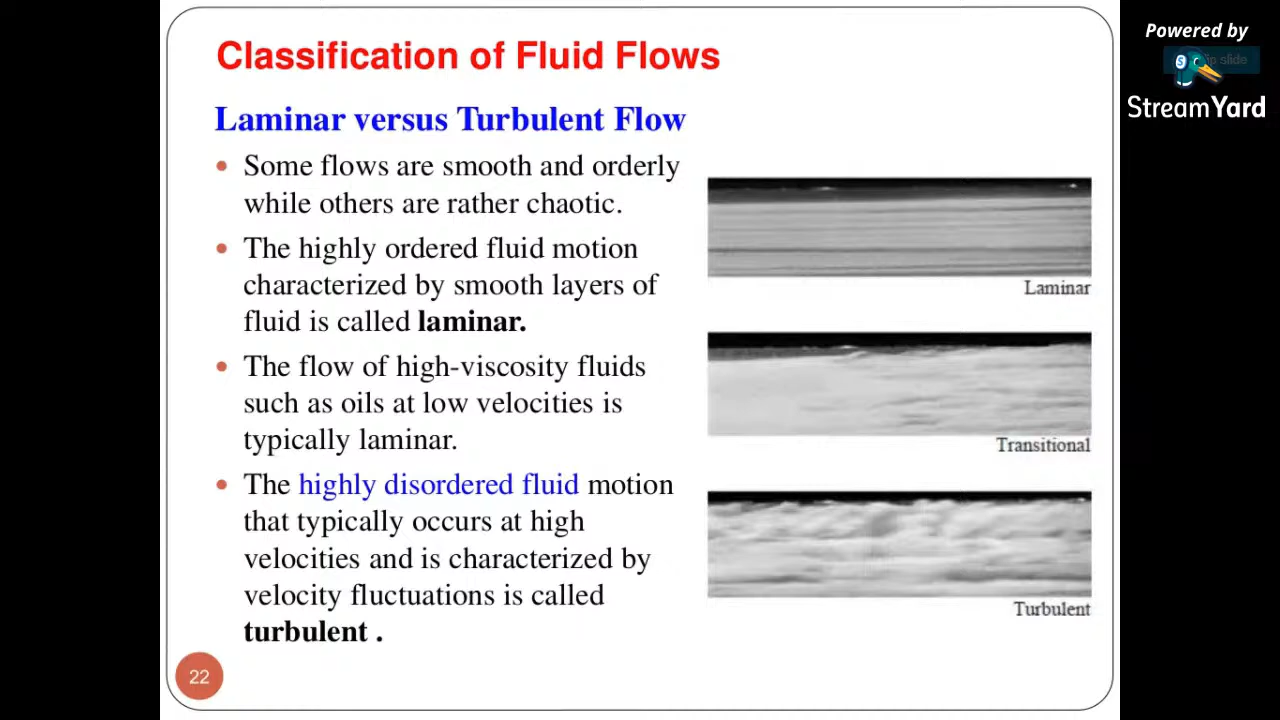 Classification of Fluid Flows
Laminar versus Turbulent Flow
• Some flows are smooth and orderly
while others are rather chaotic.
• The highly ordered fluid motion
characterized by smooth layers of
fluid is called laminar.
• The flow of high-viscosity fluids
such as oils at low velocities is
typically laminar.
• The highly disordered fluid motion
that typically occurs at high
velocities and is characterized by
velocity fluctuations is called
turbulent .
22
Laminar
Transitional
Turbulent
Powered by
S
slide
StreamYard